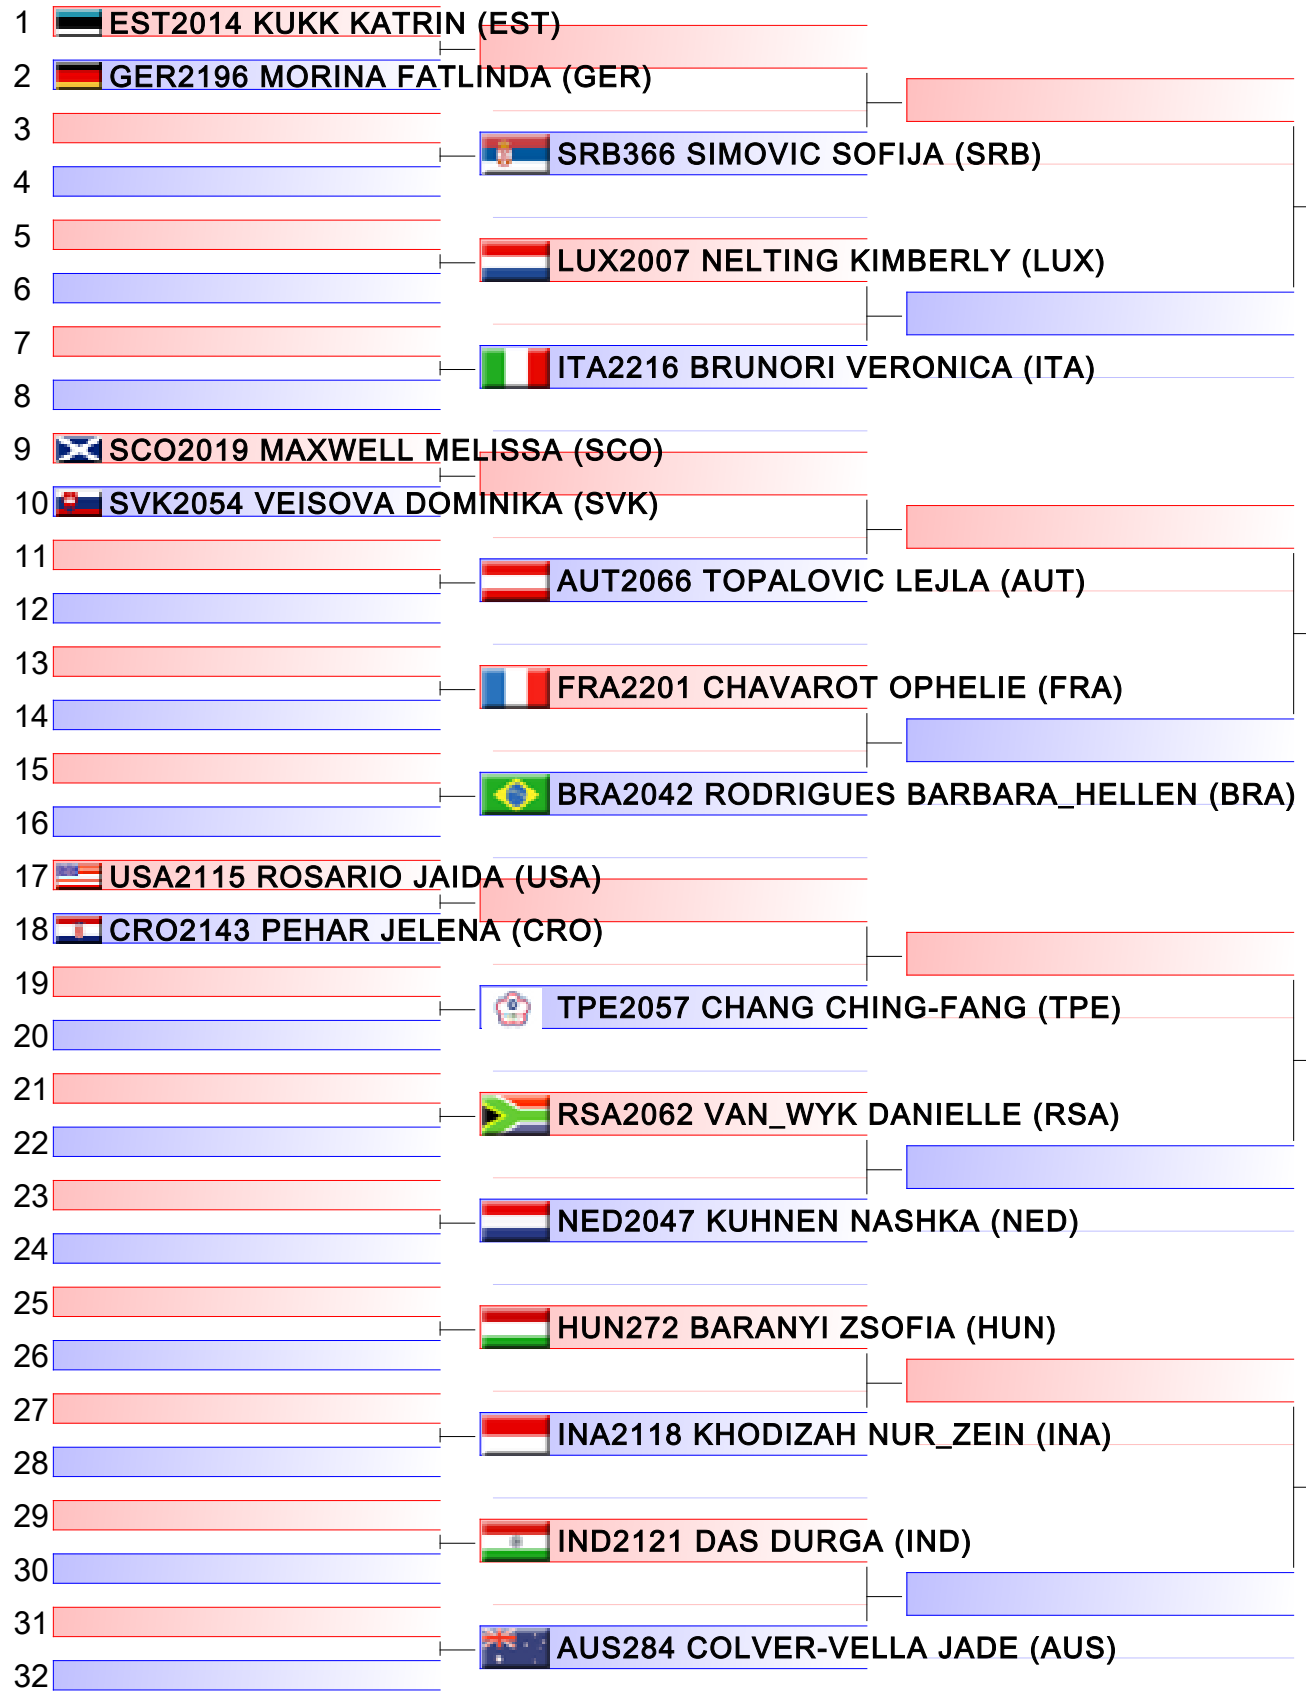 1 EST2014 KUKK KATRIN (EST)
2 GER2196 MORINA FATLINDA (GER)
3
SRB366 SIMOVIC SOFIJA (SRB)
4
5
LUX2007 NELTING KIMBERLY (LUX)
6
7
ITA2216 BRUNORI VERONICA (ITA)
8
9 SCO2019 MAXWELL MELISSA (SCO)
10 SVK2054 VEISOVA DOMINIKA (SVK)
11
AUT2066 TOPALOVIC LEJLA (AUT)
12
13
FRA2201 CHAVAROT OPHELIE (FRA)
14
15
BRA2042 RODRIGUES BARBARA_HELLEN (BRA)
16
17 USA2115 ROSARIO JAIDA (USA)
18 CRO2143 PEHAR JELENA (CRO)
19
TPE2057 CHANG CHING-FANG (TPE)
20
21
RSA2062 VAN_WYK DANIELLE (RSA)
22
23
NED2047 KUHNEN NASHKA (NED)
24
25
HUN272 BARANYI ZSOFIA (HUN)
26
27
INA2118 KHODIZAH NUR_ZEIN (INA)
28
29
IND2121 DAS DURGA (IND)
30
31
AUS284 COLVER-VELLA JADE (AUS)
32